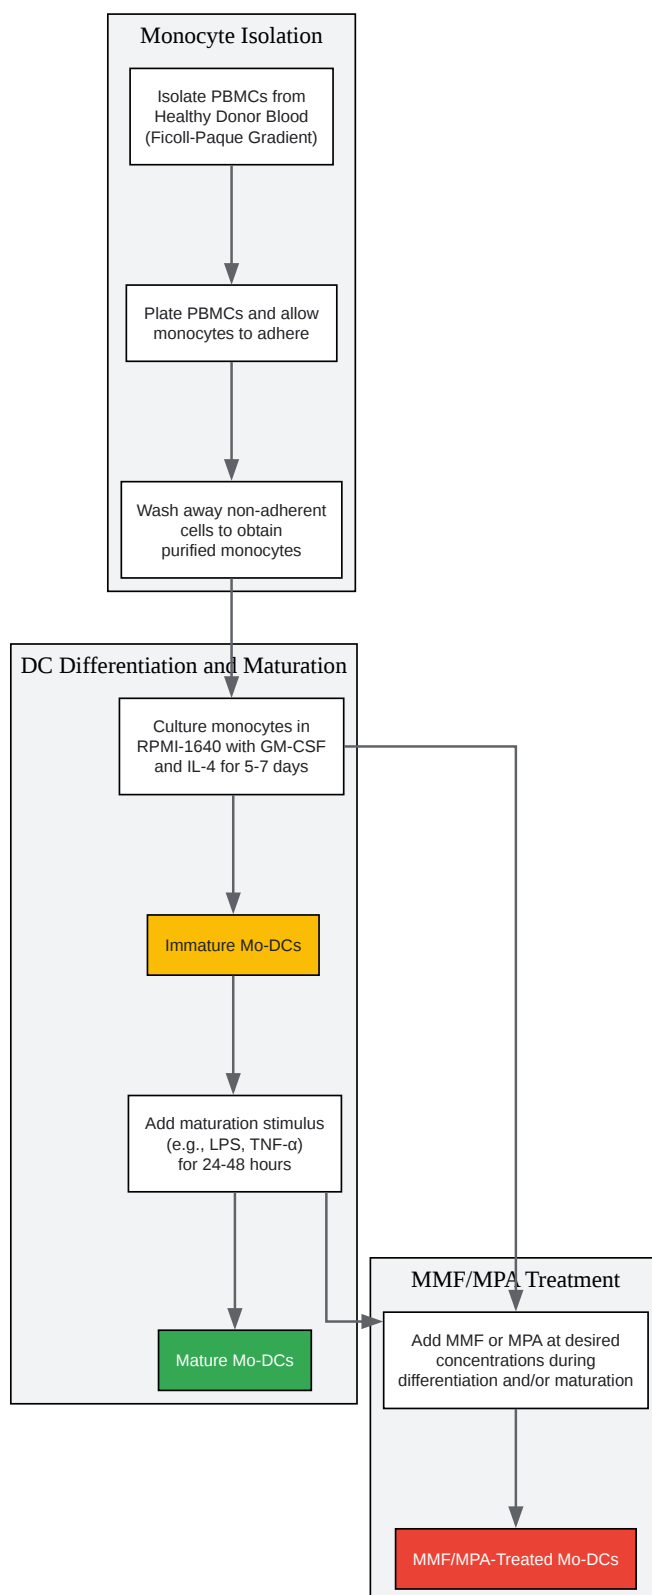 Monocyte Isolation
Isolate PBMCs from
Healthy Donor Blood
(Ficoll-Paque Gradient)
Plate PBMCs and allow
monocytes to adhere
Wash away non-adherent
cells to obtain
purified monocytes
DC Differentiation and Maturation
Culture monocytes in
RPMI-1640 with GM-CSF
and IL-4 for 5-7 days
Immature Mo-DCs
Add maturation stimulus
(e.g., LPS, TNF-α)
for 24-48 hours
Mature Mo-DCs
MMF/MPA Treatment
Add MMF or MPA at desired
concentrations during
differentiation and/or maturation
MMF/MPA-Treated Mo-DCs